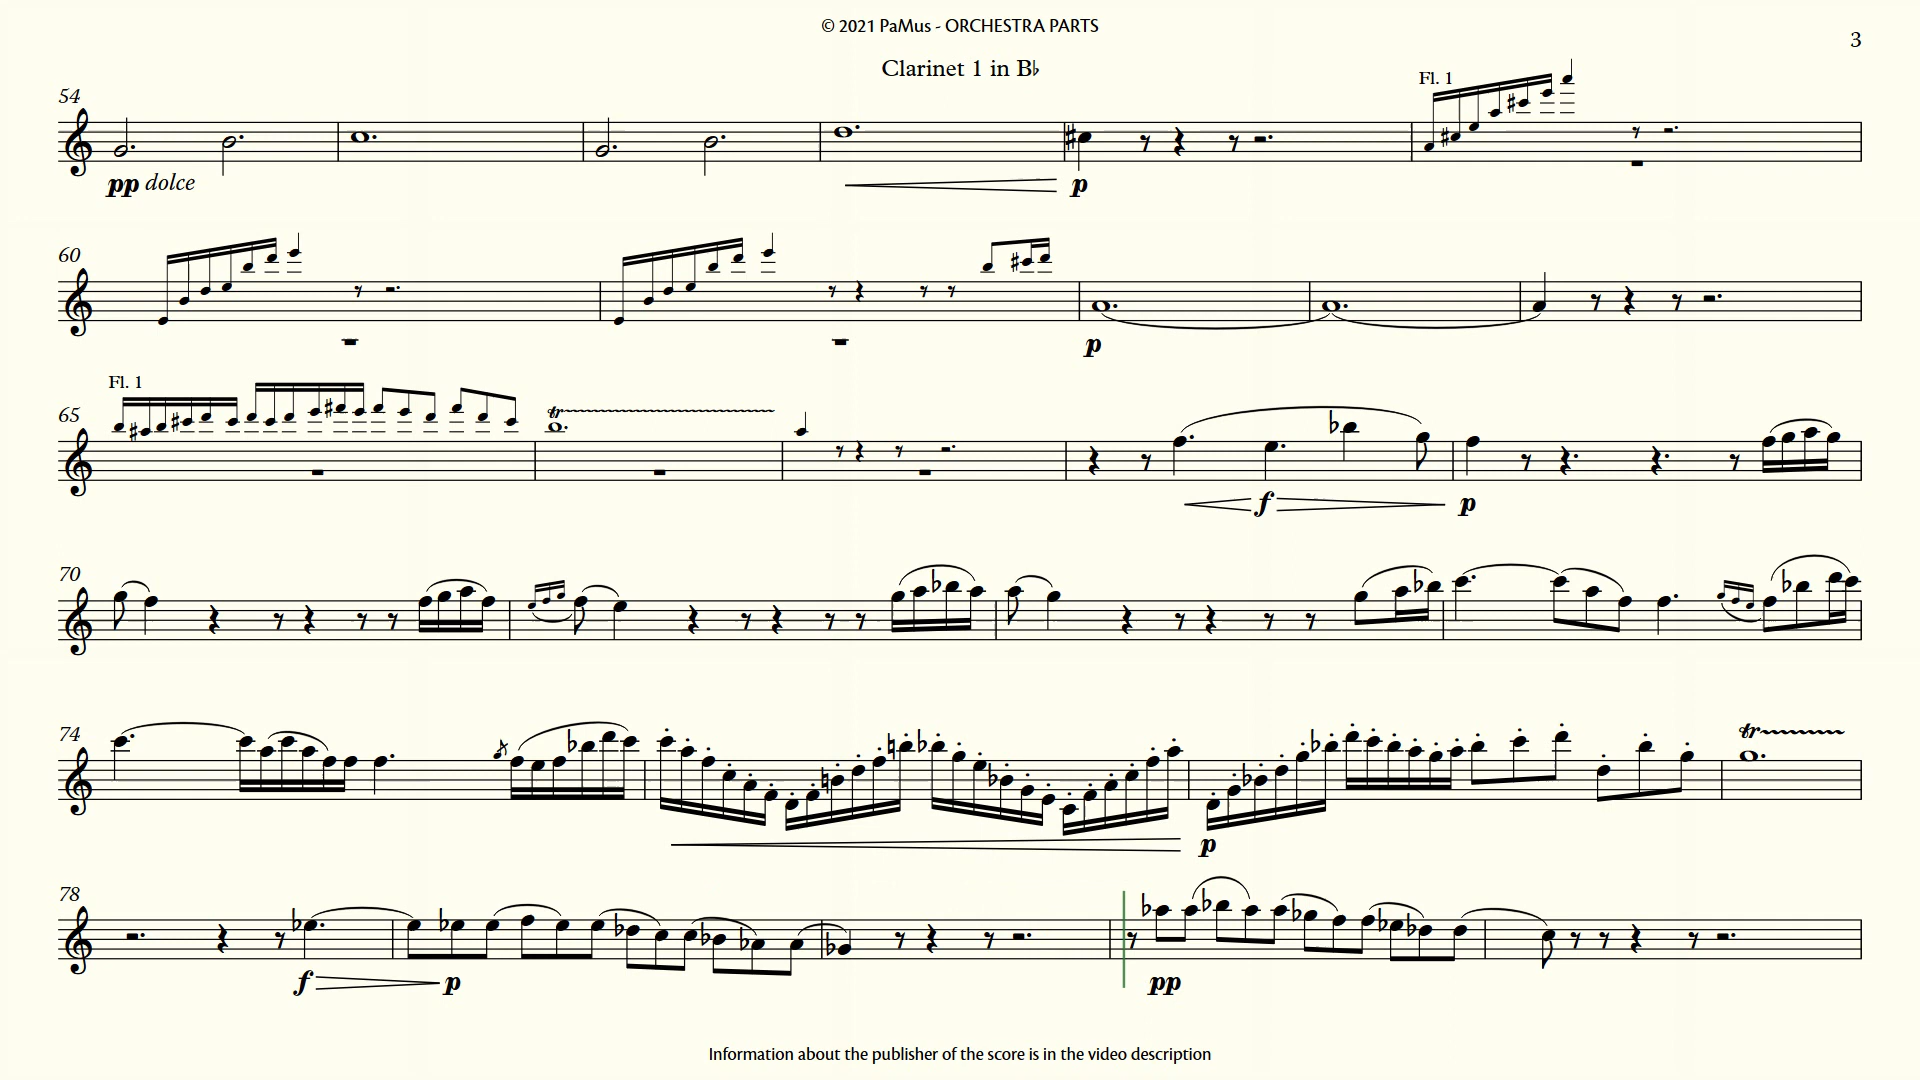 © 2021 PaMus - ORCHESTRA PARTS
3
Clarinet 1 in B♭
Fl. 1
54
pp dolce
p
60
p
Fl. 1
65
tr
f
p
70
74
tr
p
78
f
p
pp
Information about the publisher of the score is in the video description